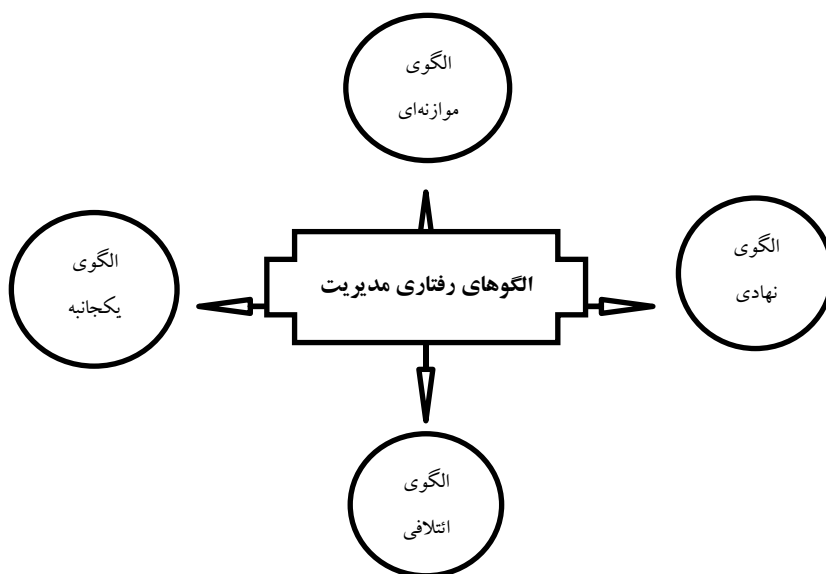 الگوی
موازنه‌ای
الگوی
نهادی
الگوهای رفتاری مدیریت
الگوی
یکجانبه
الگوی
ائتلافی